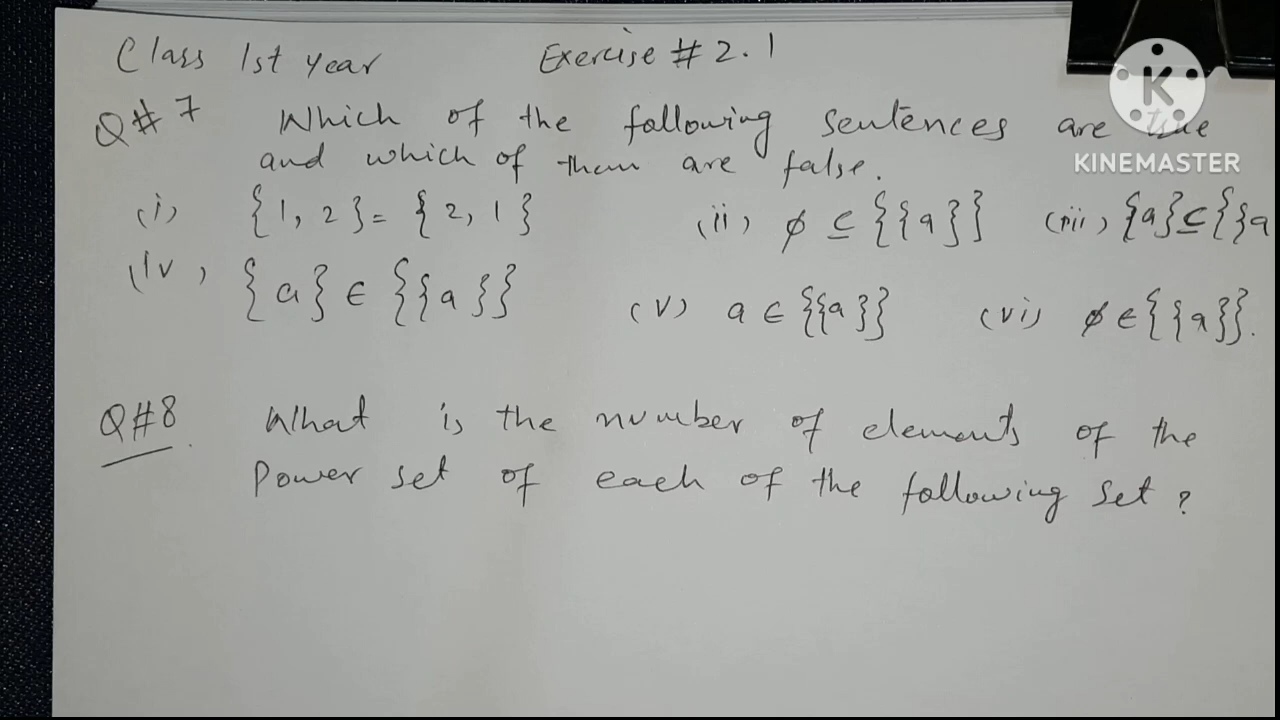 Class 1st year Exercise # 2.1
Q# 7 Which of the following sentences are true
and which of them are false.
(i) {1, 2} = {2, 1} (ii) ϕ ⊆ {{a}} (iii) {a} ⊆ {{a
(iv) {a} ∈ {{a}} (v) a ∈ {{a}} (vi) ϕ ∈ {{a}}.
Q#8. What is the number of elements of the
Power set of each of the following set?
K
KINEMASTER